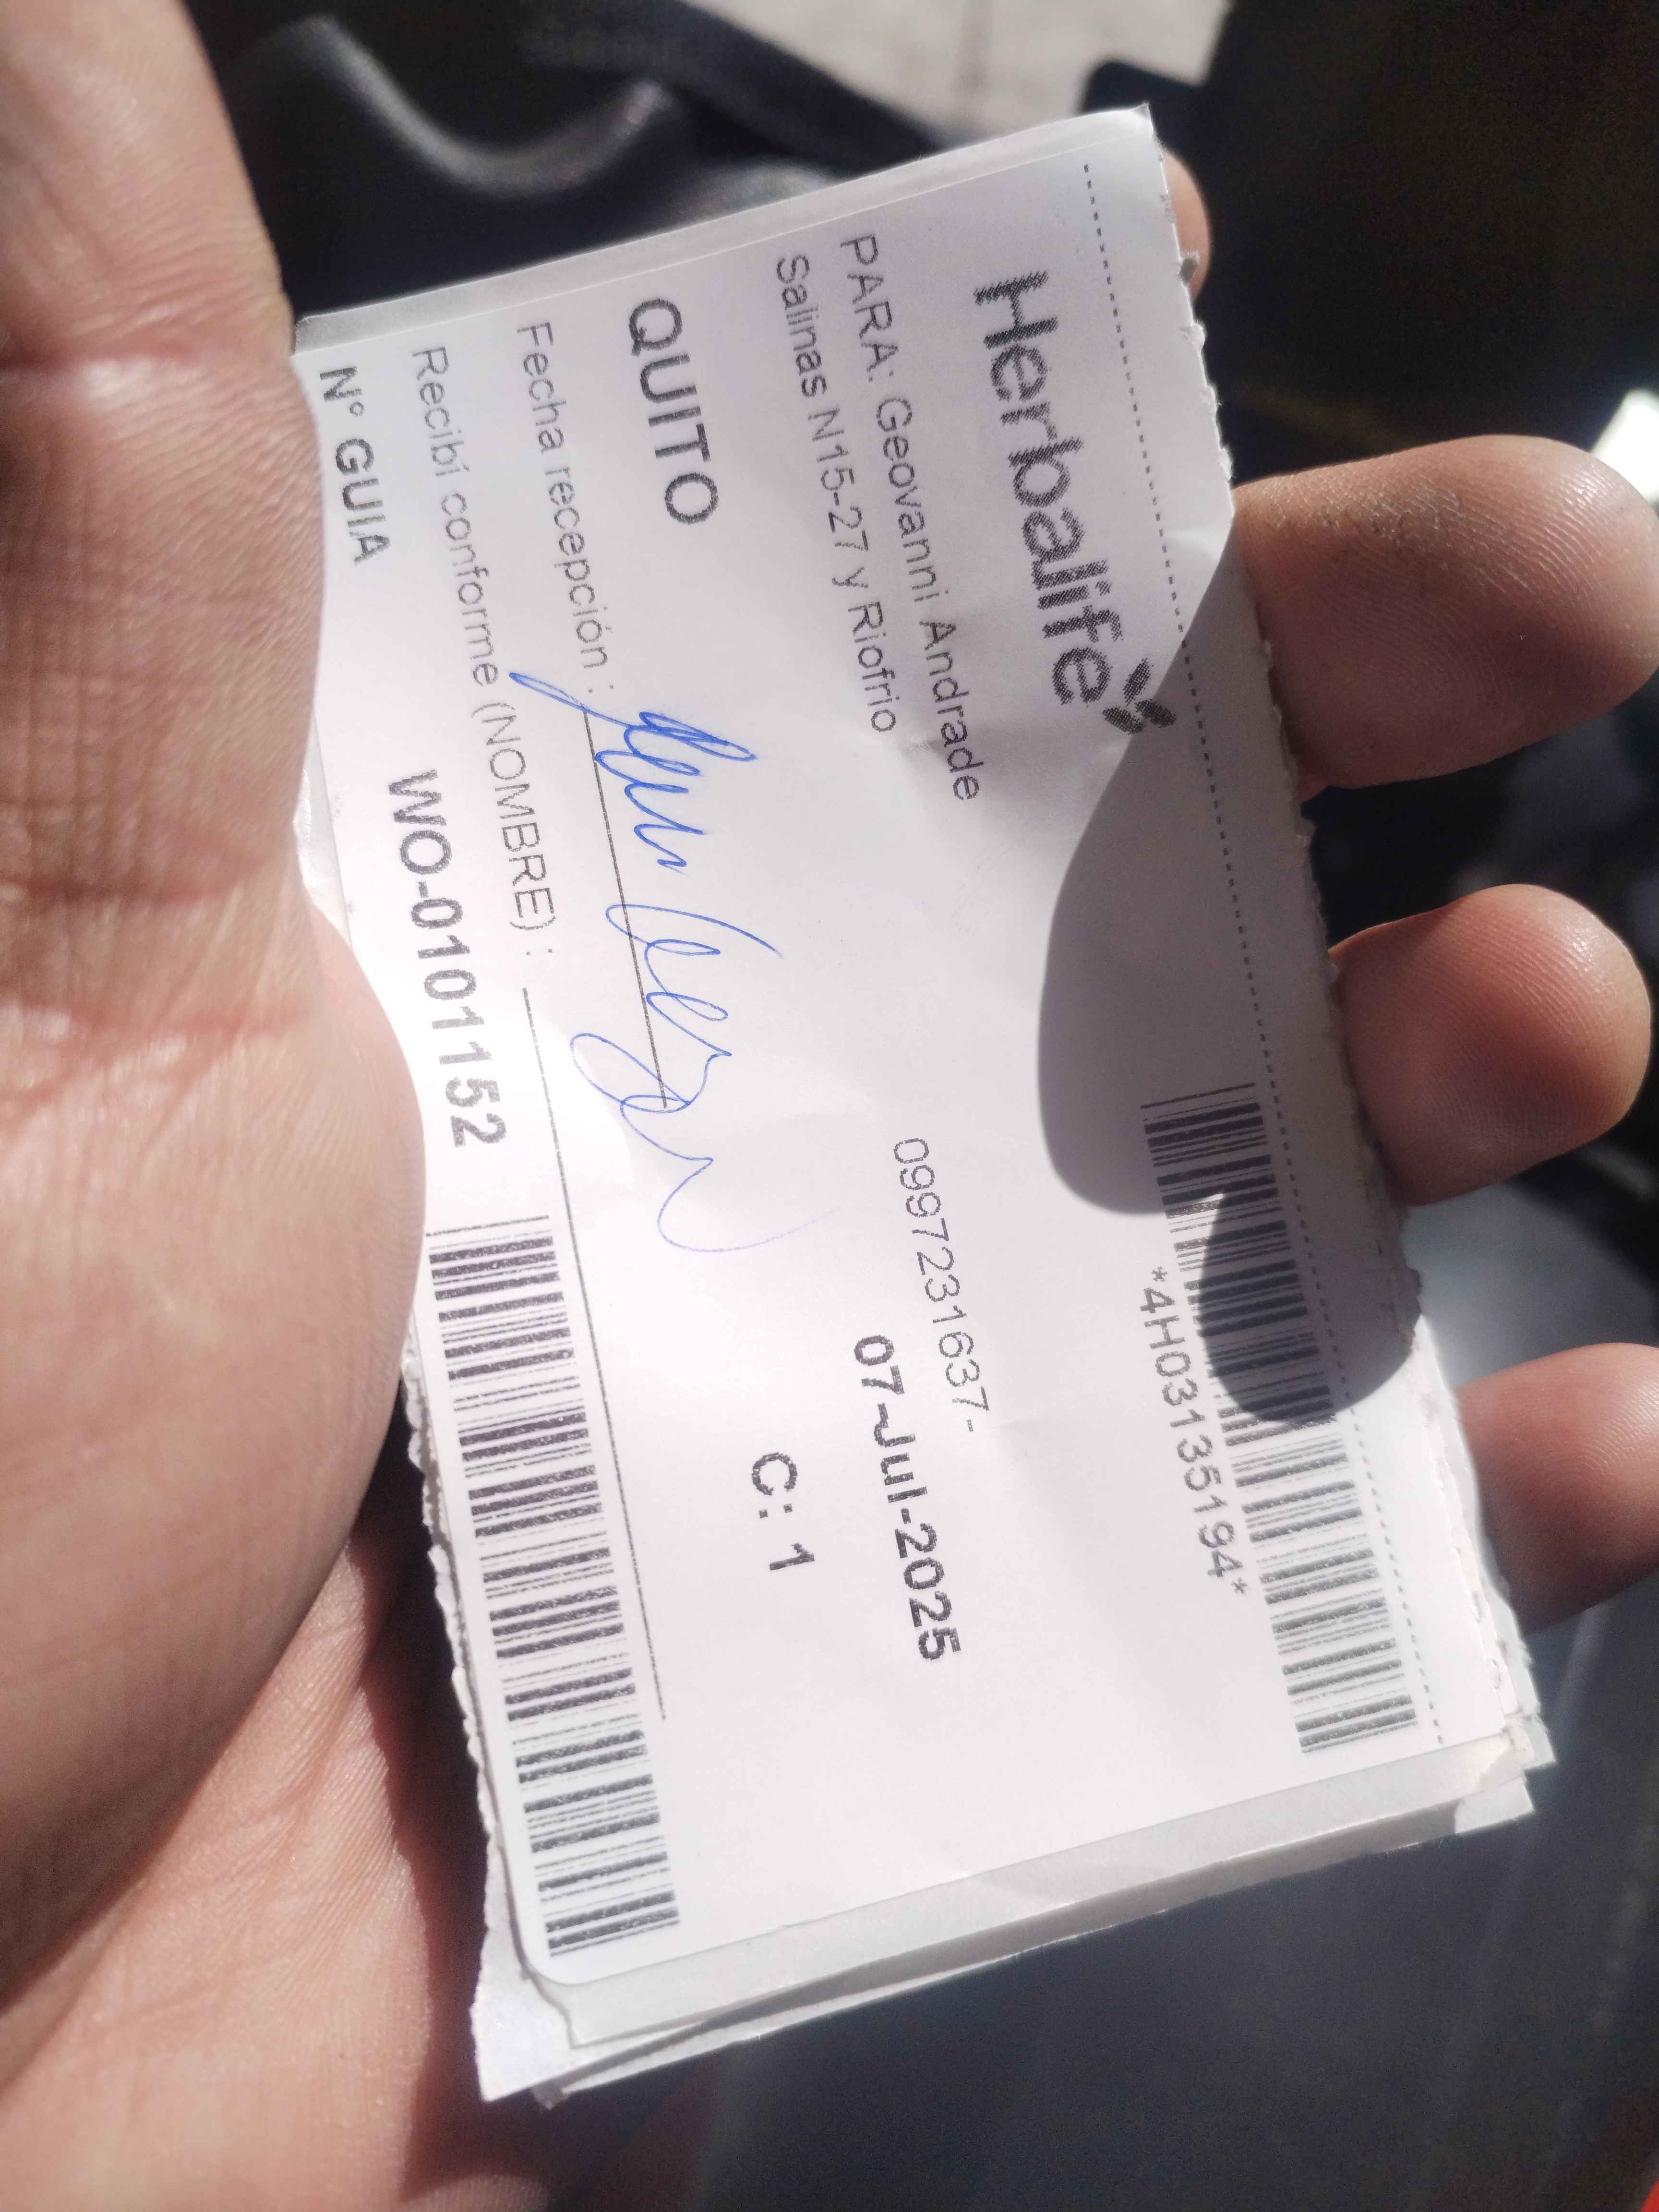 Herbalife
*4H03135194*
PARA: Geovanni Andrade
0997231637-
Salinas N15-27 y Riofrio
07-Jul-2025
QUITO
C: 1
Fecha recepción :
Recibí conforme (NOMBRE) :
N° GUIA
WO-0101152